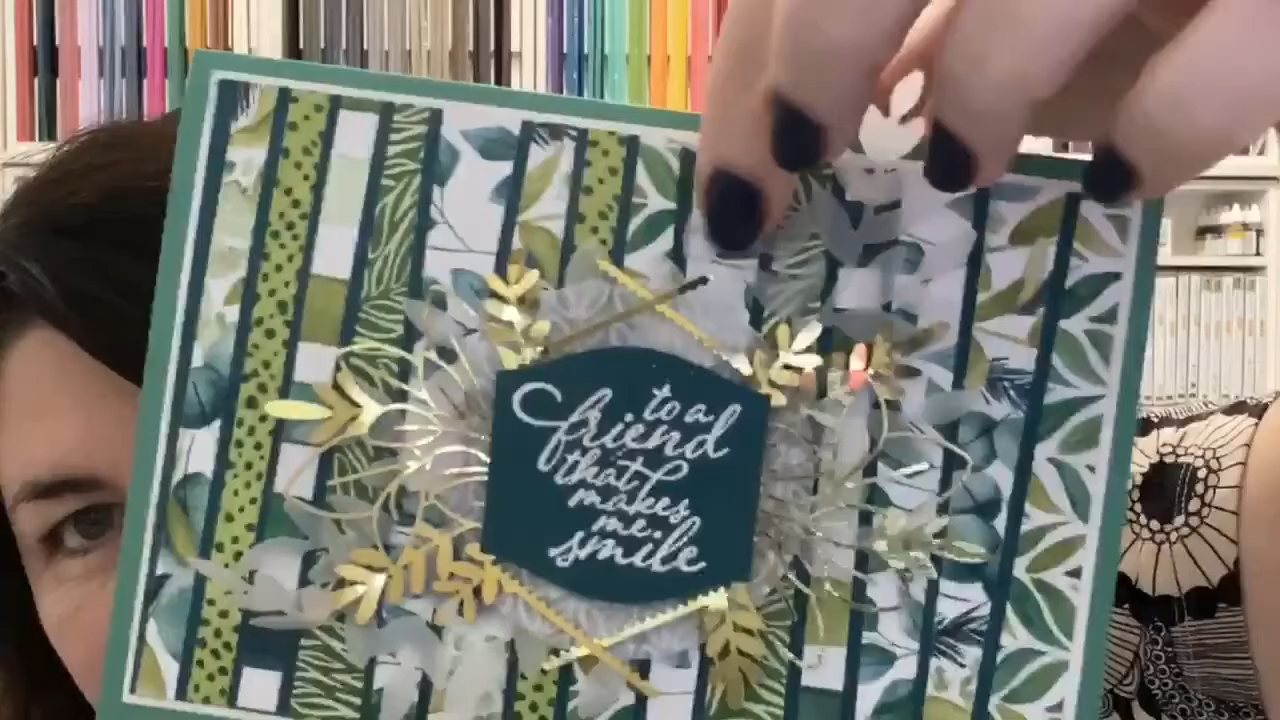 to a
friend
that
makes
me
smile